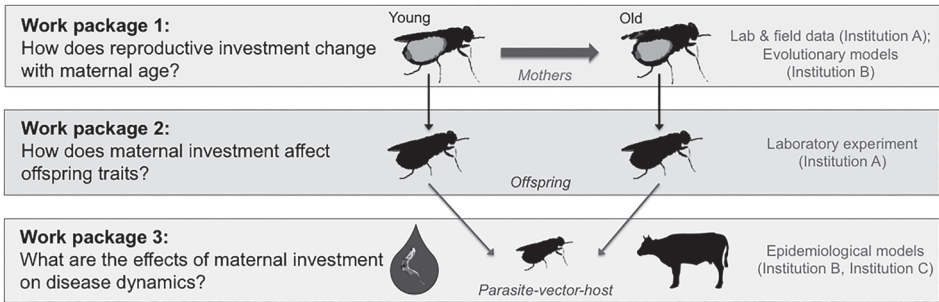 Work package 1:
How does reproductive investment change
with maternal age?
Young
Old
Mothers
Lab & field data (Institution A);
Evolutionary models
(Institution B)
Work package 2:
How does maternal investment affect
offspring traits?
Offspring
Laboratory experiment
(Institution A)
Work package 3:
What are the effects of maternal investment
on disease dynamics?
Parasite-vector-host
Epidemiological models
(Institution B, Institution C)